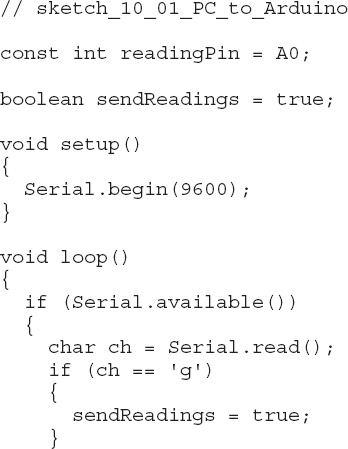 // sketch_10_01_PC_to_Arduino
const int readingPin = A0;
boolean sendReadings = true;
void setup()
{
  Serial.begin(9600);
}
void loop()
{
  if (Serial.available())
  {
    char ch = Serial.read();
    if (ch == 'g')
    {
      sendReadings = true;
    }